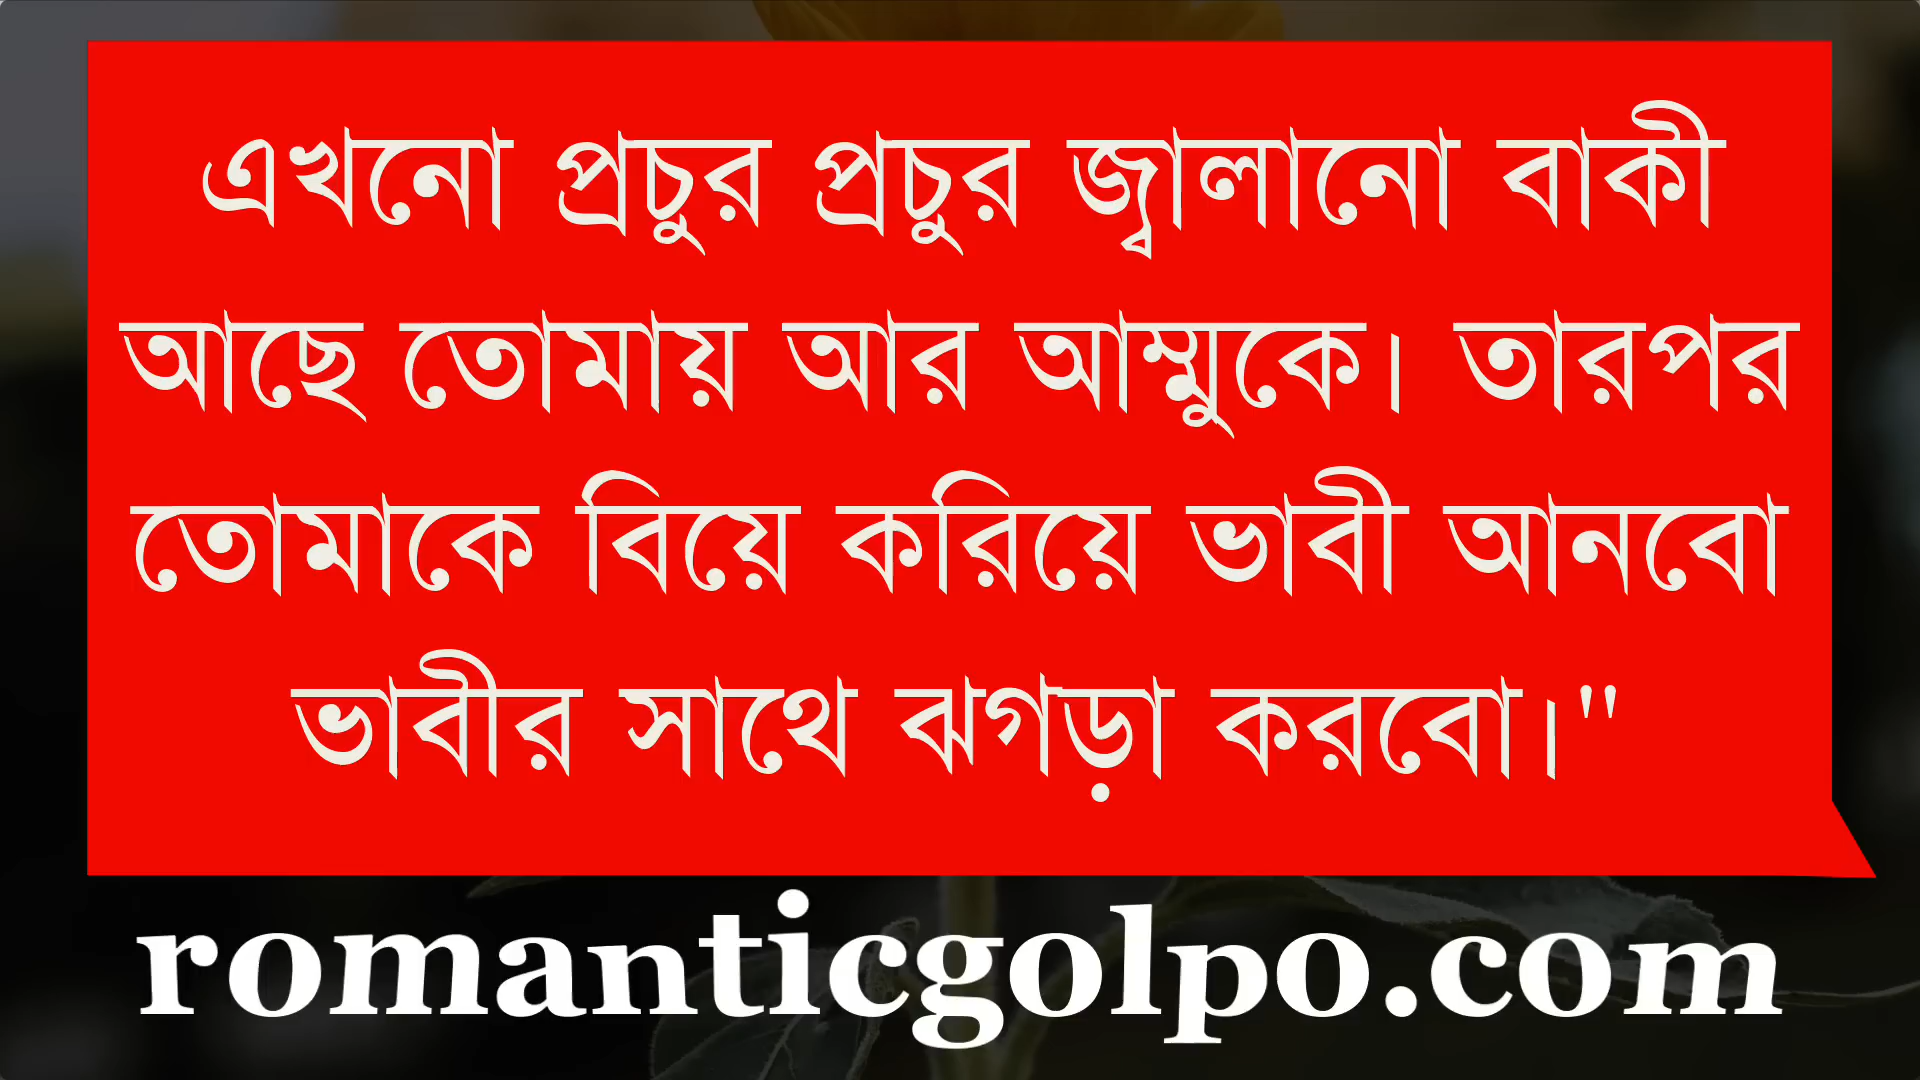 এখনো প্রচুর প্রচুর জ্বালানো বাকী
আছে তোমায় আর আম্মুকে। তারপর
তোমাকে বিয়ে করিয়ে ভাবী আনবো
ভাবীর সাথে ঝগড়া করবো।"
romanticgolpo.com